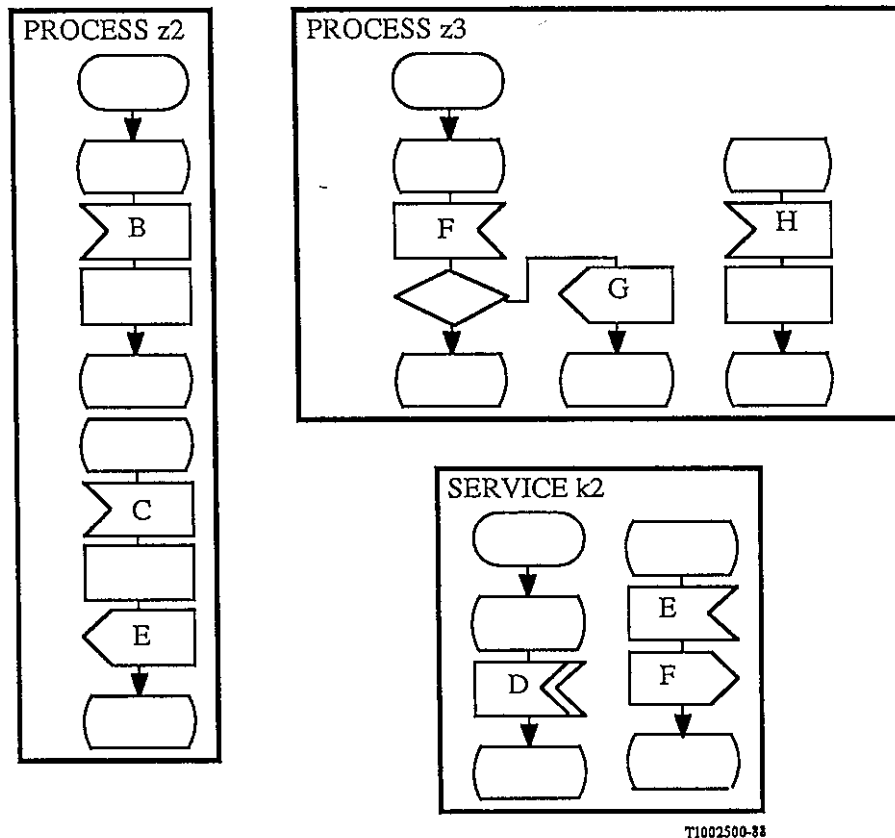 PROCESS z2
B
C
E
PROCESS z3
F
G
H
SERVICE k2
D
E
F
T1002500-88